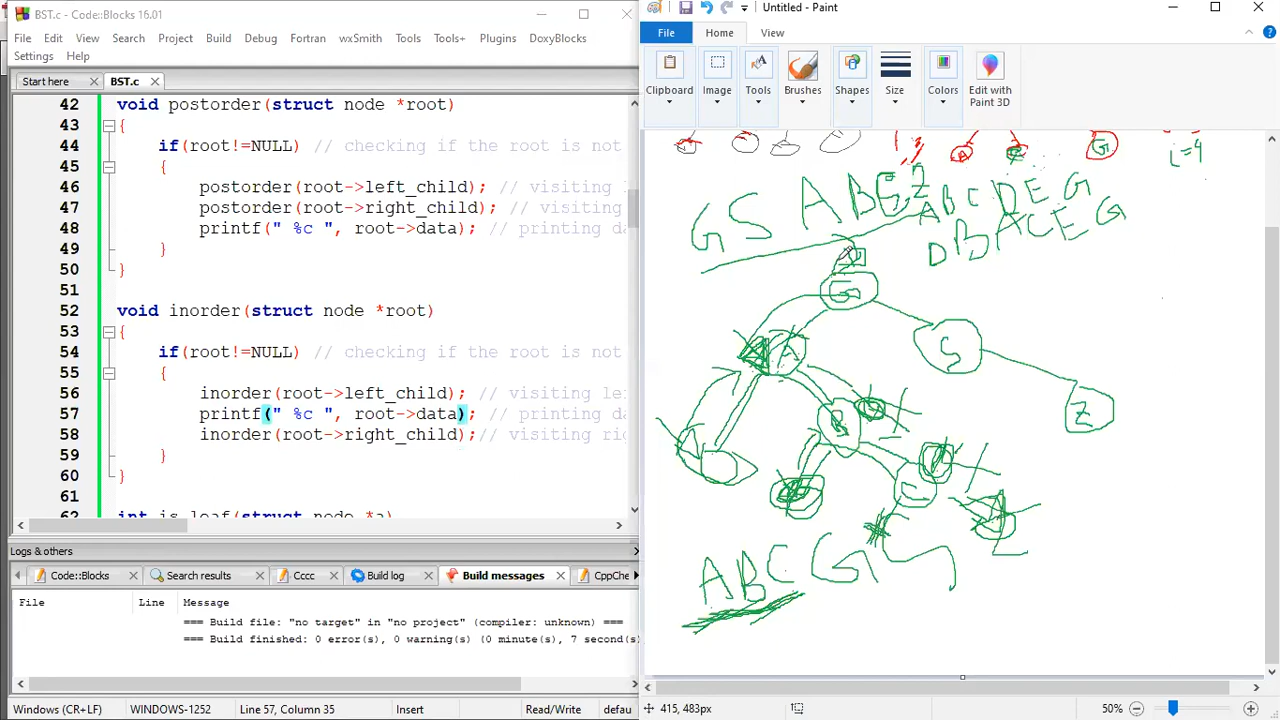 BST.c - Code::Blocks 16.01
File Edit View Search Project Build Debug Fortran wxSmith Tools Tools+ Plugins DoxyBlocks
Settings Help
Start here BST.c
42 void postorder(struct node *root)
43 {
44 if(root!=NULL) // checking if the root is not
45 {
46 postorder(root->left_child); // visiting l
47 postorder(root->right_child); // visiting
48 printf(" %c ", root->data); // printing da
49 }
50 }
51
52 void inorder(struct node *root)
53 {
54 if(root!=NULL) // checking if the root is not
55 {
56 inorder(root->left_child); // visiting le
57 printf(" %c ", root->data); // printing da
58 inorder(root->right_child);// visiting rig
59 }
60 }
61
62 int is_leaf(struct node *a)
Logs & others
Code::Blocks Search results Cccc Build log Build messages CppChe
File Line Message
=== Build file: "no target" in "no project" (compiler: unknown) ===
=== Build finished: 0 error(s), 0 warning(s) (0 minute(s), 7 second(s)
Windows (CR+LF) WINDOWS-1252 Line 57, Column 35 Insert Read/Write defau
Untitled - Paint
File Home View
Clipboard Image Tools Brushes Shapes Size Colors Edit with
Paint 3D
A G i=4
G S A B C Z
A B C D E G
D B A C E G
G
A S
B Z
C
A B C G
415, 483px 50%